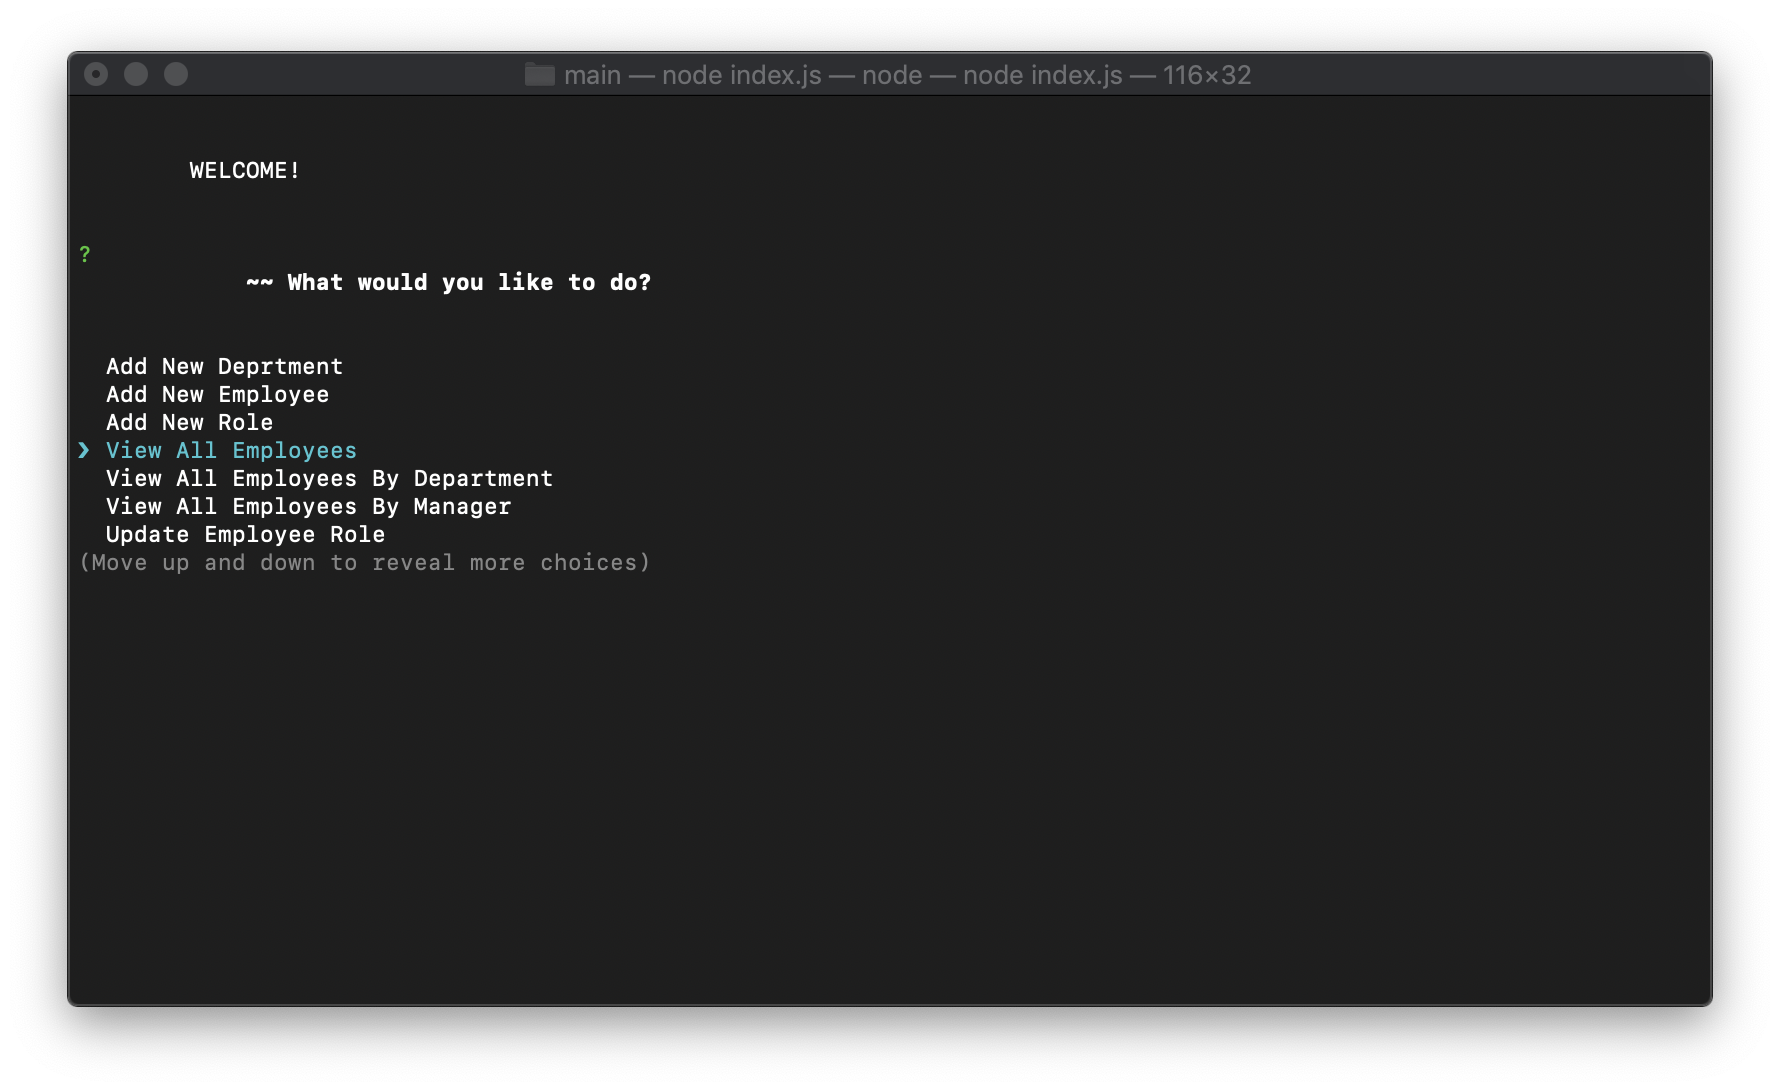 main — node index.js — node — node index.js — 116×32
WELCOME!
?
~~ What would you like to do?
Add New Deprtment
Add New Employee
Add New Role
❯ View All Employees
View All Employees By Department
View All Employees By Manager
Update Employee Role
(Move up and down to reveal more choices)